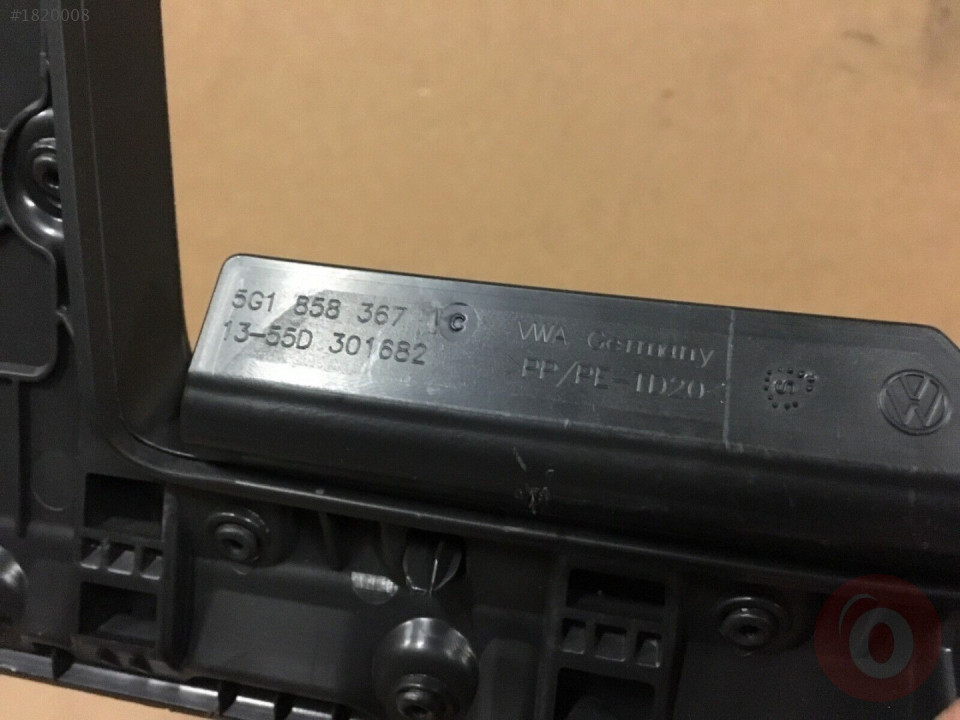 #1820008
5G1 858 367 C
13-55D 301682
VWA Germany
PP/PE-TD20